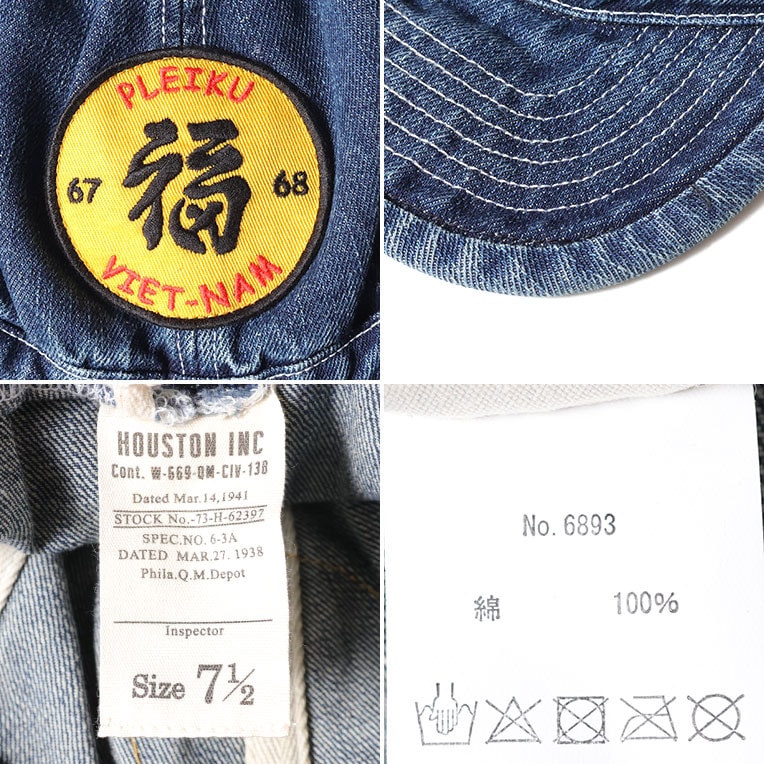 PLEIKU
67 福 68
VIET-NAM
HOUSTON INC
Cont. W-669-QM-CIV-138
Dated Mar.14,1941
STOCK No.-73-H-62397
SPEC.NO.6-3A
DATED MAR.27.1938
Phila.Q.M.Depot
Inspector
Size 7½
No.6893
綿 100%